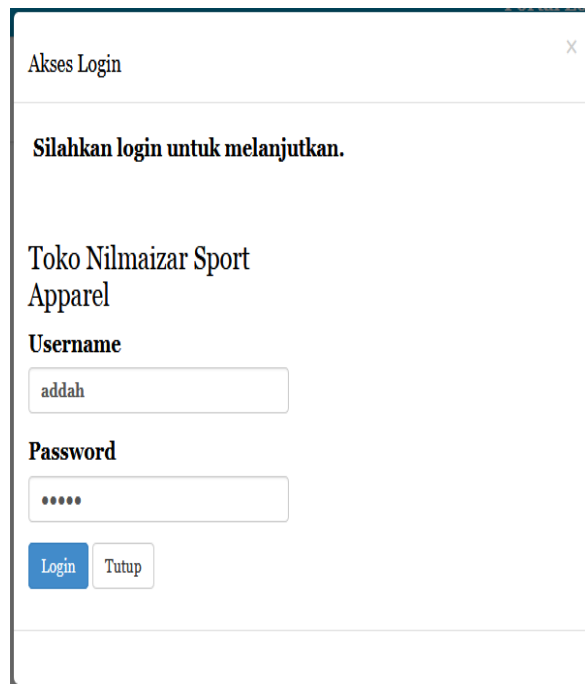 Akses Login
x
Silahkan login untuk melanjutkan.
Toko Nilmaizar Sport
Apparel
Username
addah
Password
•••••
Login Tutup